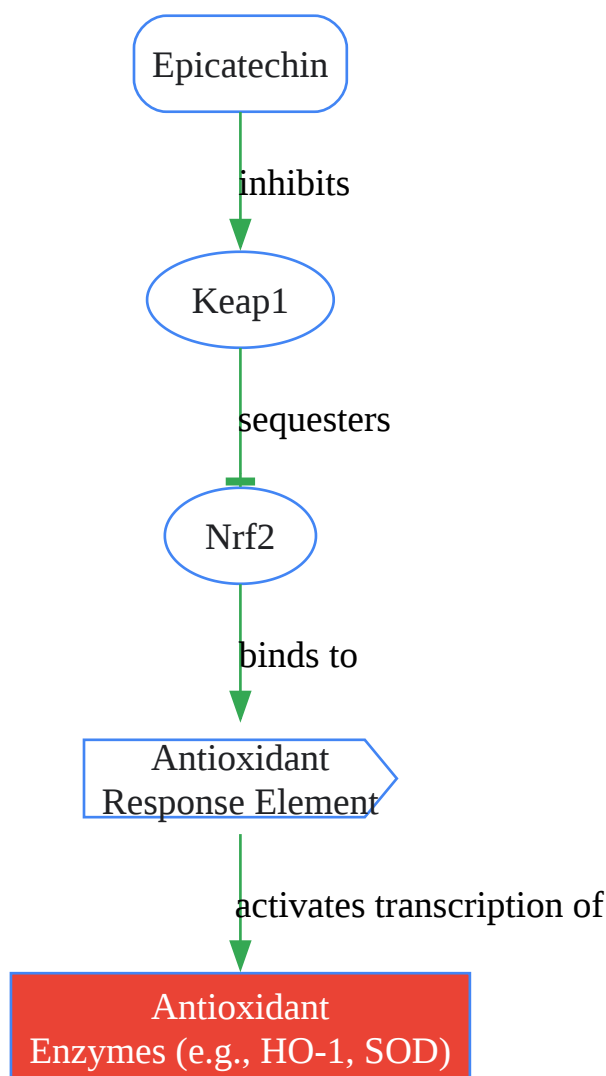 Epicatechin
inhibits
Keap1
sequesters
Nrf2
binds to
Antioxidant
Response Element
activates transcription of
Antioxidant
Enzymes (e.g., HO-1, SOD)